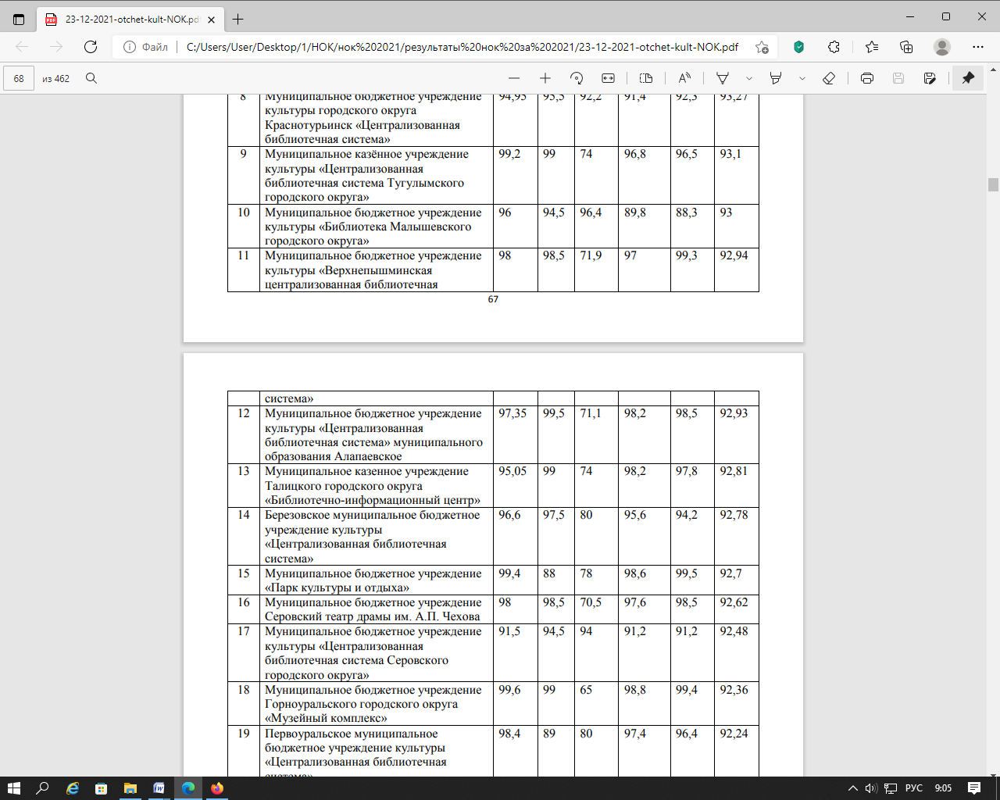 23-12-2021-otchet-kult-NOK.pd
Файл
C:/Users/User/Desktop/1/НОК/нок%202021/результаты%20нок%20за%202021/23-12-2021-otchet-kult-NOK.pdf
68 из 462
8 Муниципальное бюджетное учреждение 94,95 95,5 92,2 91,4 92,3 93,27
культуры городского округа
Краснотурьинск «Централизованная
библиотечная система»
9 Муниципальное казённое учреждение 99,2 99 74 96,8 96,5 93,1
культуры «Централизованная
библиотечная система Тугулымского
городского округа»
10 Муниципальное бюджетное учреждение 96 94,5 96,4 89,8 88,3 93
культуры «Библиотека Малышевского
городского округа»
11 Муниципальное бюджетное учреждение 98 98,5 71,9 97 99,3 92,94
культуры «Верхнепышминская
централизованная библиотечная
67
система»
12 Муниципальное бюджетное учреждение 97,35 99,5 71,1 98,2 98,5 92,93
культуры «Централизованная
библиотечная система» муниципального
образования Алапаевское
13 Муниципальное казенное учреждение 95,05 99 74 98,2 97,8 92,81
Талицкого городского округа
«Библиотечно-информационный центр»
14 Березовское муниципальное бюджетное 96,6 97,5 80 95,6 94,2 92,78
учреждение культуры
«Централизованная библиотечная
система»
15 Муниципальное бюджетное учреждение 99,4 88 78 98,6 99,5 92,7
«Парк культуры и отдыха»
16 Муниципальное бюджетное учреждение 98 98,5 70,5 97,6 98,5 92,62
Серовский театр драмы им. А.П. Чехова
17 Муниципальное бюджетное учреждение 91,5 94,5 94 91,2 91,2 92,48
культуры «Централизованная
библиотечная система Серовского
городского округа»
18 Муниципальное бюджетное учреждение 99,6 99 65 98,8 99,4 92,36
Горноуральского городского округа
«Музейный комплекс»
19 Первоуральское муниципальное 98,4 89 80 97,4 96,4 92,24
бюджетное учреждение культуры
«Централизованная библиотечная
система»
РУС 9:05